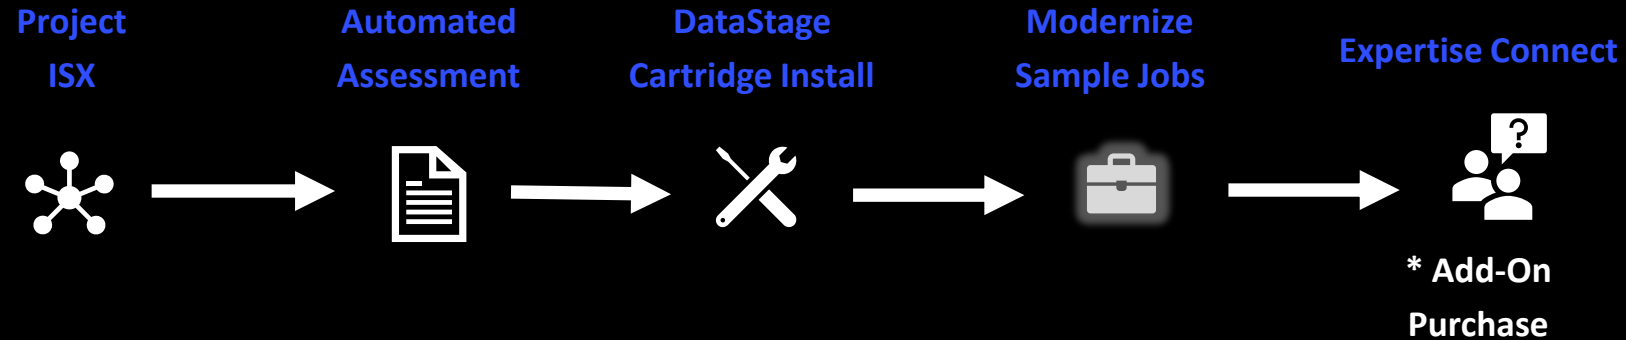 Project
ISX
Automated
Assessment
DataStage
Cartridge Install
Modernize
Sample Jobs
Expertise Connect
?
* Add-On
Purchase